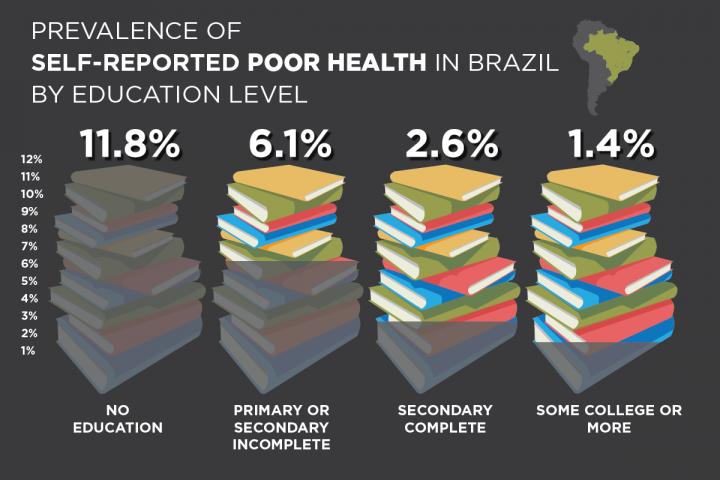 PREVALENCE OF
SELF-REPORTED POOR HEALTH IN BRAZIL
BY EDUCATION LEVEL
11.8%
6.1%
2.6%
1.4%
12%
11%
10%
9%
8%
7%
6%
5%
4%
3%
2%
1%
NO
EDUCATION
PRIMARY OR
SECONDARY
INCOMPLETE
SECONDARY
COMPLETE
SOME COLLEGE OR
MORE